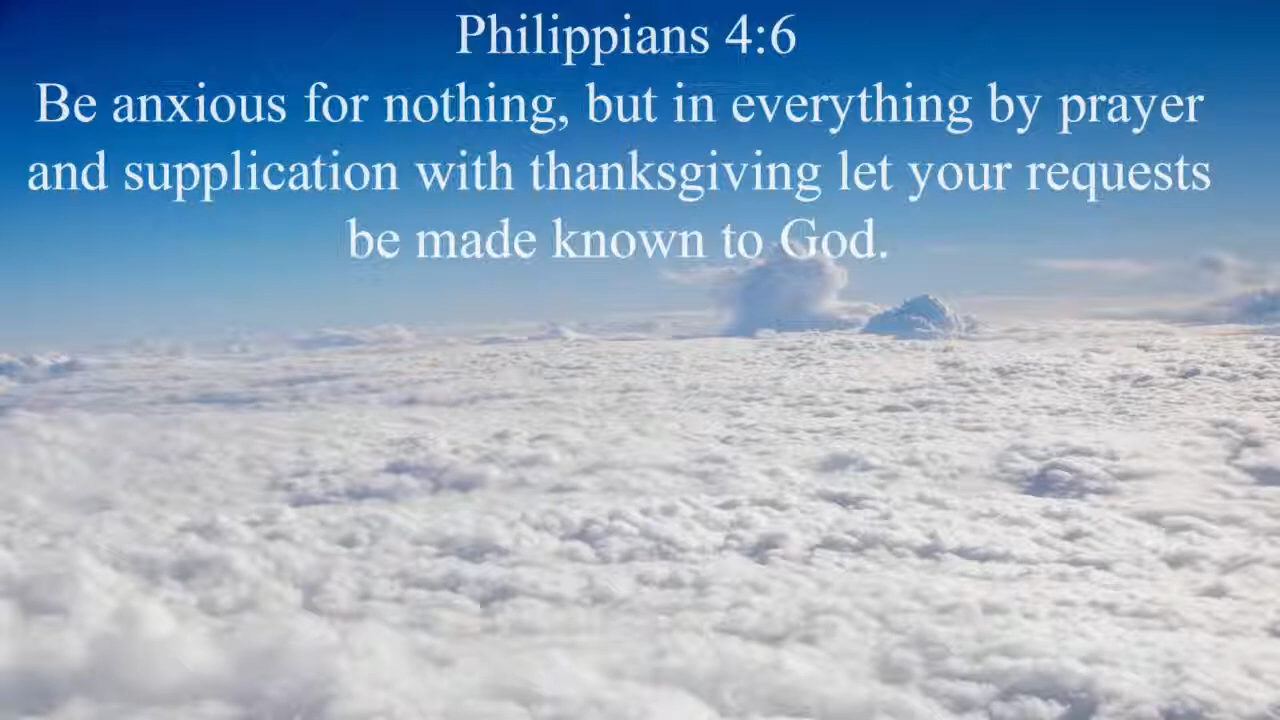 Philippians 4:6
Be anxious for nothing, but in everything by prayer
and supplication with thanksgiving let your requests
be made known to God.